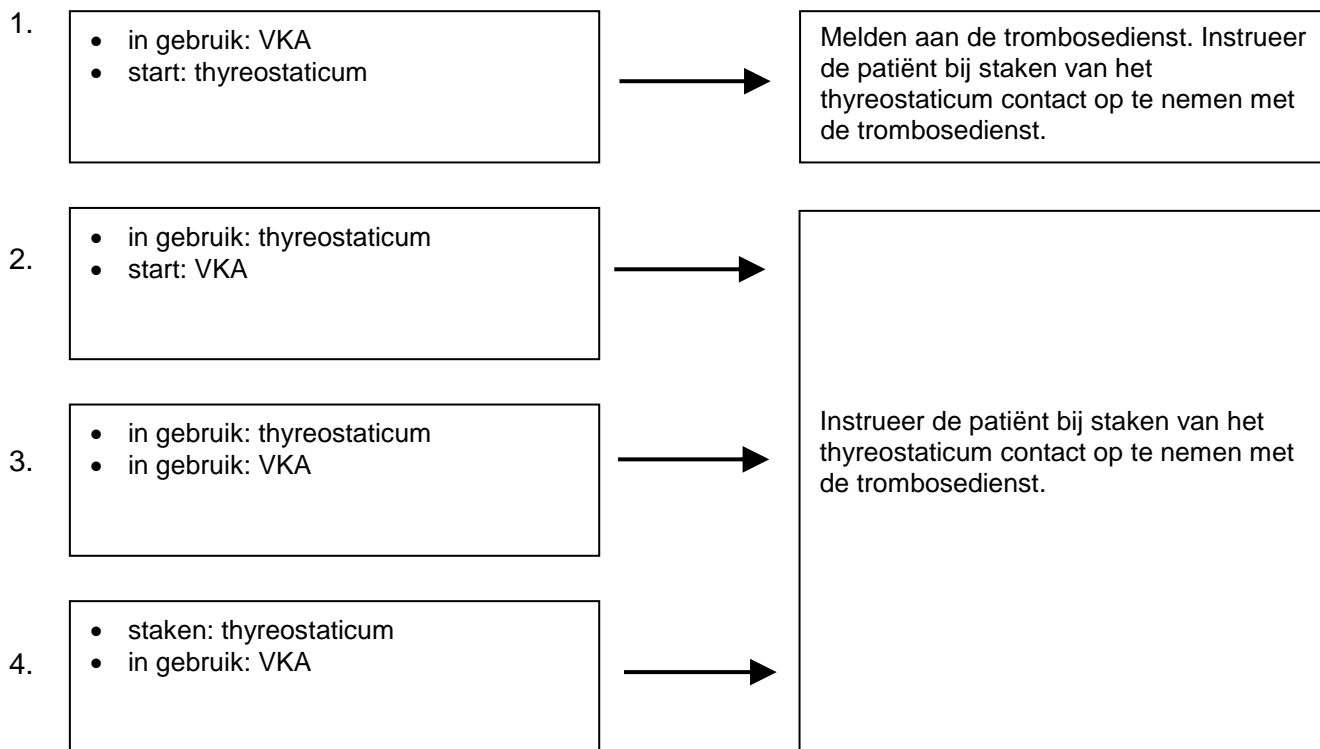 1.
• in gebruik: VKA
• start: thyreostaticum
Melden aan de trombosedienst. Instrueer
de patiënt bij staken van het
thyreostaticum contact op te nemen met
de trombosedienst.
2.
• in gebruik: thyreostaticum
• start: VKA
3.
• in gebruik: thyreostaticum
• in gebruik: VKA
Instrueer de patiënt bij staken van het
thyreostaticum contact op te nemen met
de trombosedienst.
4.
• staken: thyreostaticum
• in gebruik: VKA